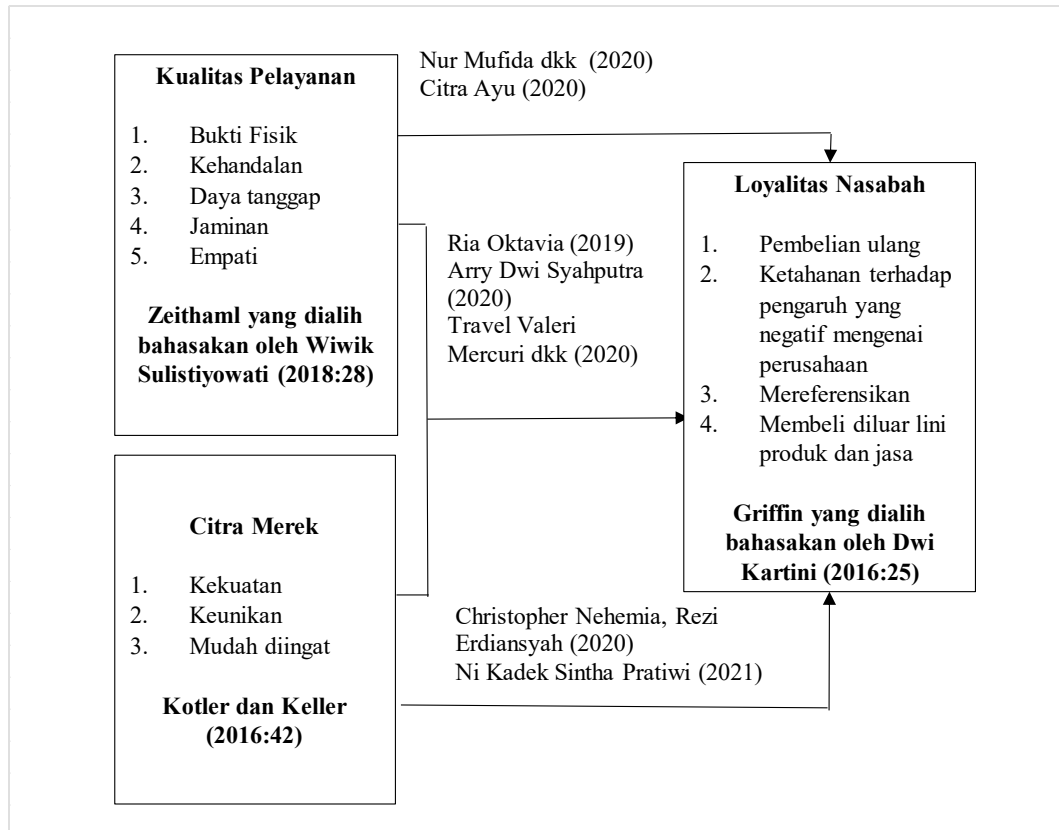 Nur Mufida dkk (2020)
Citra Ayu (2020)
Kualitas Pelayanan
1. Bukti Fisik
2. Kehandalan
3. Daya tanggap
4. Jaminan
5. Empati
Zeithaml yang dialih
bahasakan oleh Wiwik
Sulistiyowati (2018:28)
Ria Oktavia (2019)
Arry Dwi Syahputra
(2020)
Travel Valeri
Mercuri dkk (2020)
Loyalitas Nasabah
1. Pembelian ulang
2. Ketahanan terhadap
pengaruh yang
negatif mengenai
perusahaan
3. Mereferensikan
4. Membeli diluar lini
produk dan jasa
Griffin yang dialih
bahasakan oleh Dwi
Kartini (2016:25)
Citra Merek
1. Kekuatan
2. Keunikan
3. Mudah diingat
Kotler dan Keller
(2016:42)
Christopher Nehemia, Rezi
Erdiansyah (2020)
Ni Kadek Sintha Pratiwi (2021)